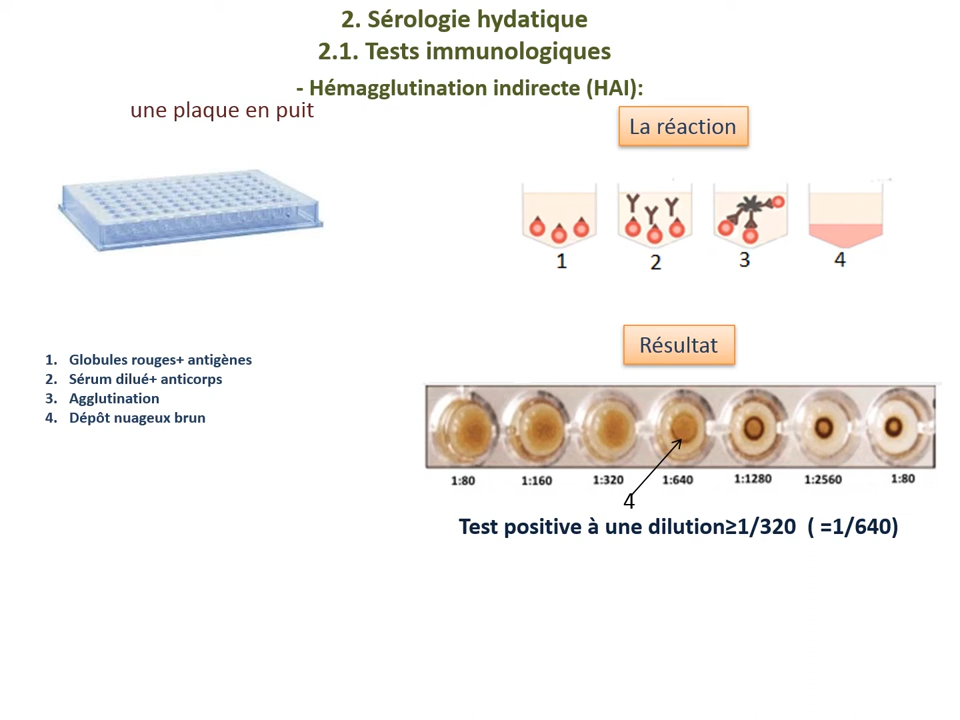 2. Sérologie hydatique
2.1. Tests immunologiques
- Hémagglutination indirecte (HAI):
une plaque en puit
La réaction
1 2 3 4
1. Globules rouges+ antigènes
2. Sérum dilué+ anticorps
3. Agglutination
4. Dépôt nuageux brun
Résultat
1:80 1:160 1:320 1:640 1:1280 1:2560 1:80
4
Test positive à une dilution≥1/320 ( =1/640)